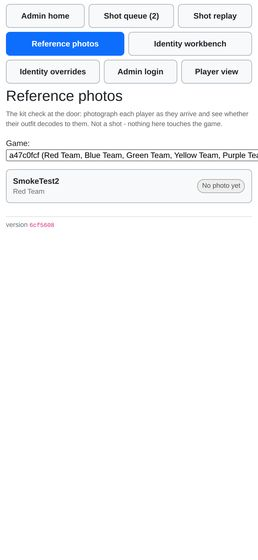 Admin home
Shot queue (2)
Shot replay
Reference photos
Identity workbench
Identity overrides
Admin login
Player view
Reference photos
The kit check at the door: photograph each player as they arrive and see whether
their outfit decodes to them. Not a shot - nothing here touches the game.
Game:
a47c0fcf (Red Team, Blue Team, Green Team, Yellow Team, Purple Tea
SmokeTest2
Red Team
No photo yet
version 6cf5608